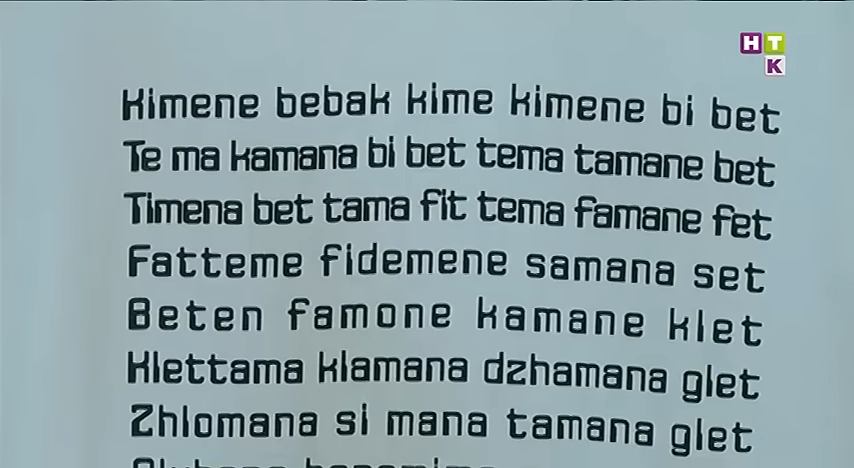 НТК
Kimene bebak kime kimene bi bet
Te ma kamana bi bet tema tamane bet
Timena bet tama fit tema famane fet
Fatteme fidemene samana set
Beten famone kamane klet
Klettama klamana dzhamana glet
Zhlomana si mana tamana glet